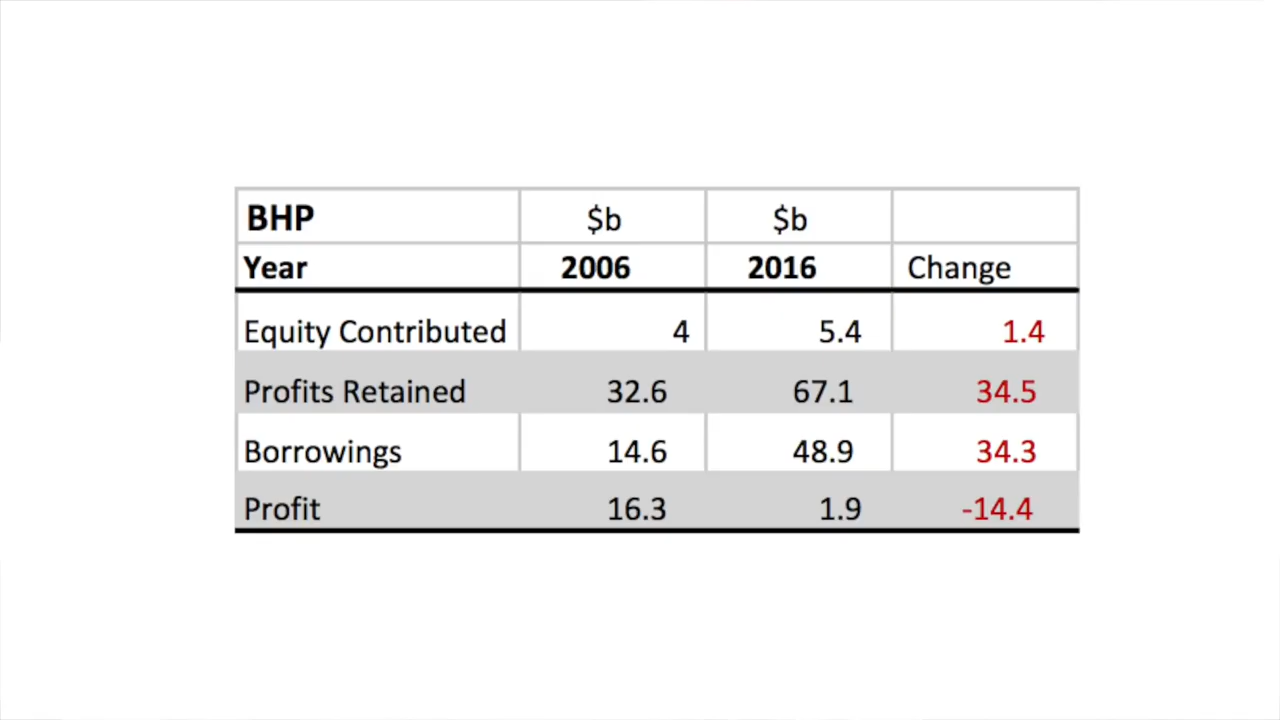 BHP $b $b
Year 2006 2016 Change
Equity Contributed 4 5.4 1.4
Profits Retained 32.6 67.1 34.5
Borrowings 14.6 48.9 34.3
Profit 16.3 1.9 -14.4